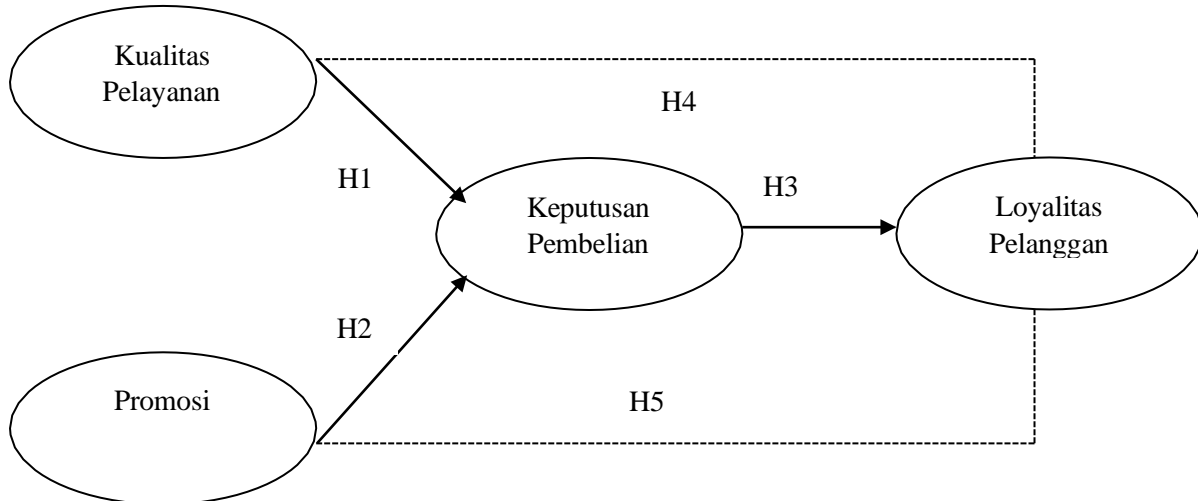 Kualitas
Pelayanan
H4
H1
H3
Keputusan
Pembelian
Loyalitas
Pelanggan
H2
Promosi
H5